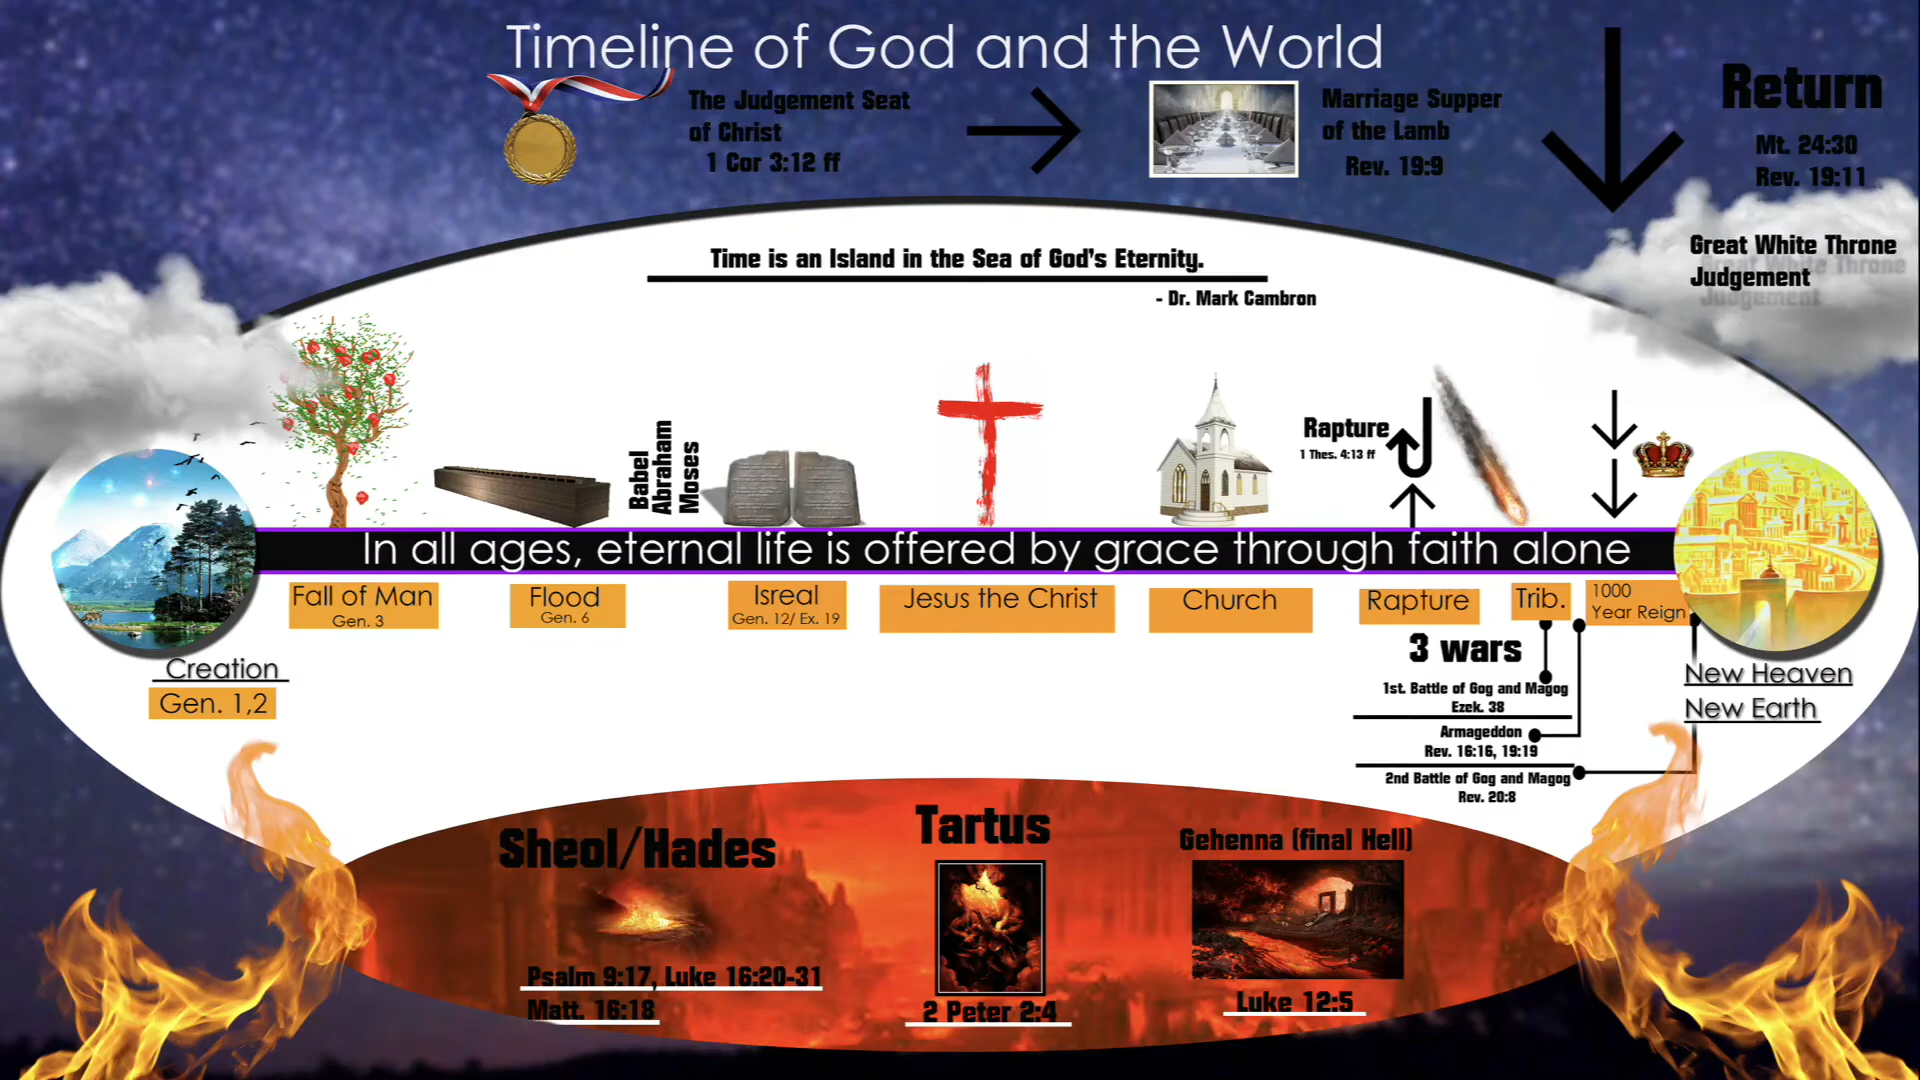 Timeline of God and the World
The Judgement Seat
of Christ
1 Cor 3:12 ff
Marriage Supper
of the Lamb
Rev. 19:9
Return
Mt. 24:30
Rev. 19:11
Great White Throne
Judgement
Time is an Island in the Sea of God's Eternity.
- Dr. Mark Cambron
Babel
Abraham
Moses
Rapture
1 Thes. 4:13 ff
In all ages, eternal life is offered by grace through faith alone
Creation
Gen. 1,2
Fall of Man
Gen. 3
Flood
Gen. 6
Isreal
Gen. 12/ Ex. 19
Jesus the Christ
Church
Rapture
Trib.
1000
Year Reign
3 wars
1st. Battle of Gog and Magog
Ezek. 38
Armageddon
Rev. 16:16, 19:19
2nd Battle of Gog and Magog
Rev. 20:8
New Heaven
New Earth
Sheol/Hades
Psalm 9:17, Luke 16:20-31
Matt. 16:18
Tartus
2 Peter 2:4
Gehenna (final Hell)
Luke 12:5